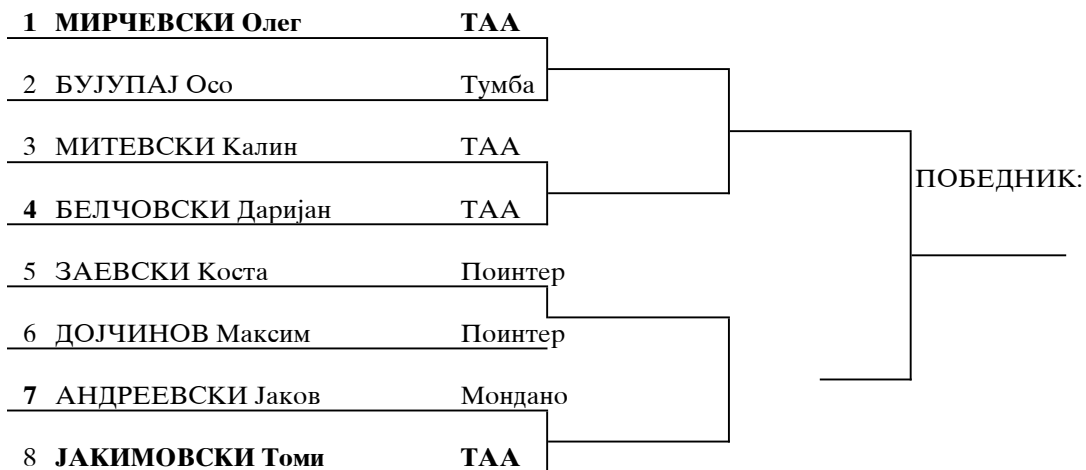 1 МИРЧЕВСКИ Олег ТАА
2 БУЈУПАЈ Осо Тумба
3 МИТЕВСКИ Калин ТАА
4 БЕЛЧОВСКИ Даријан ТАА
ПОБЕДНИК:
5 ЗАЕВСКИ Коста Поинтер
6 ДОЈЧИНОВ Максим Поинтер
7 АНДРЕЕВСКИ Јаков Мондано
8 ЈАКИМОВСКИ Томи ТАА